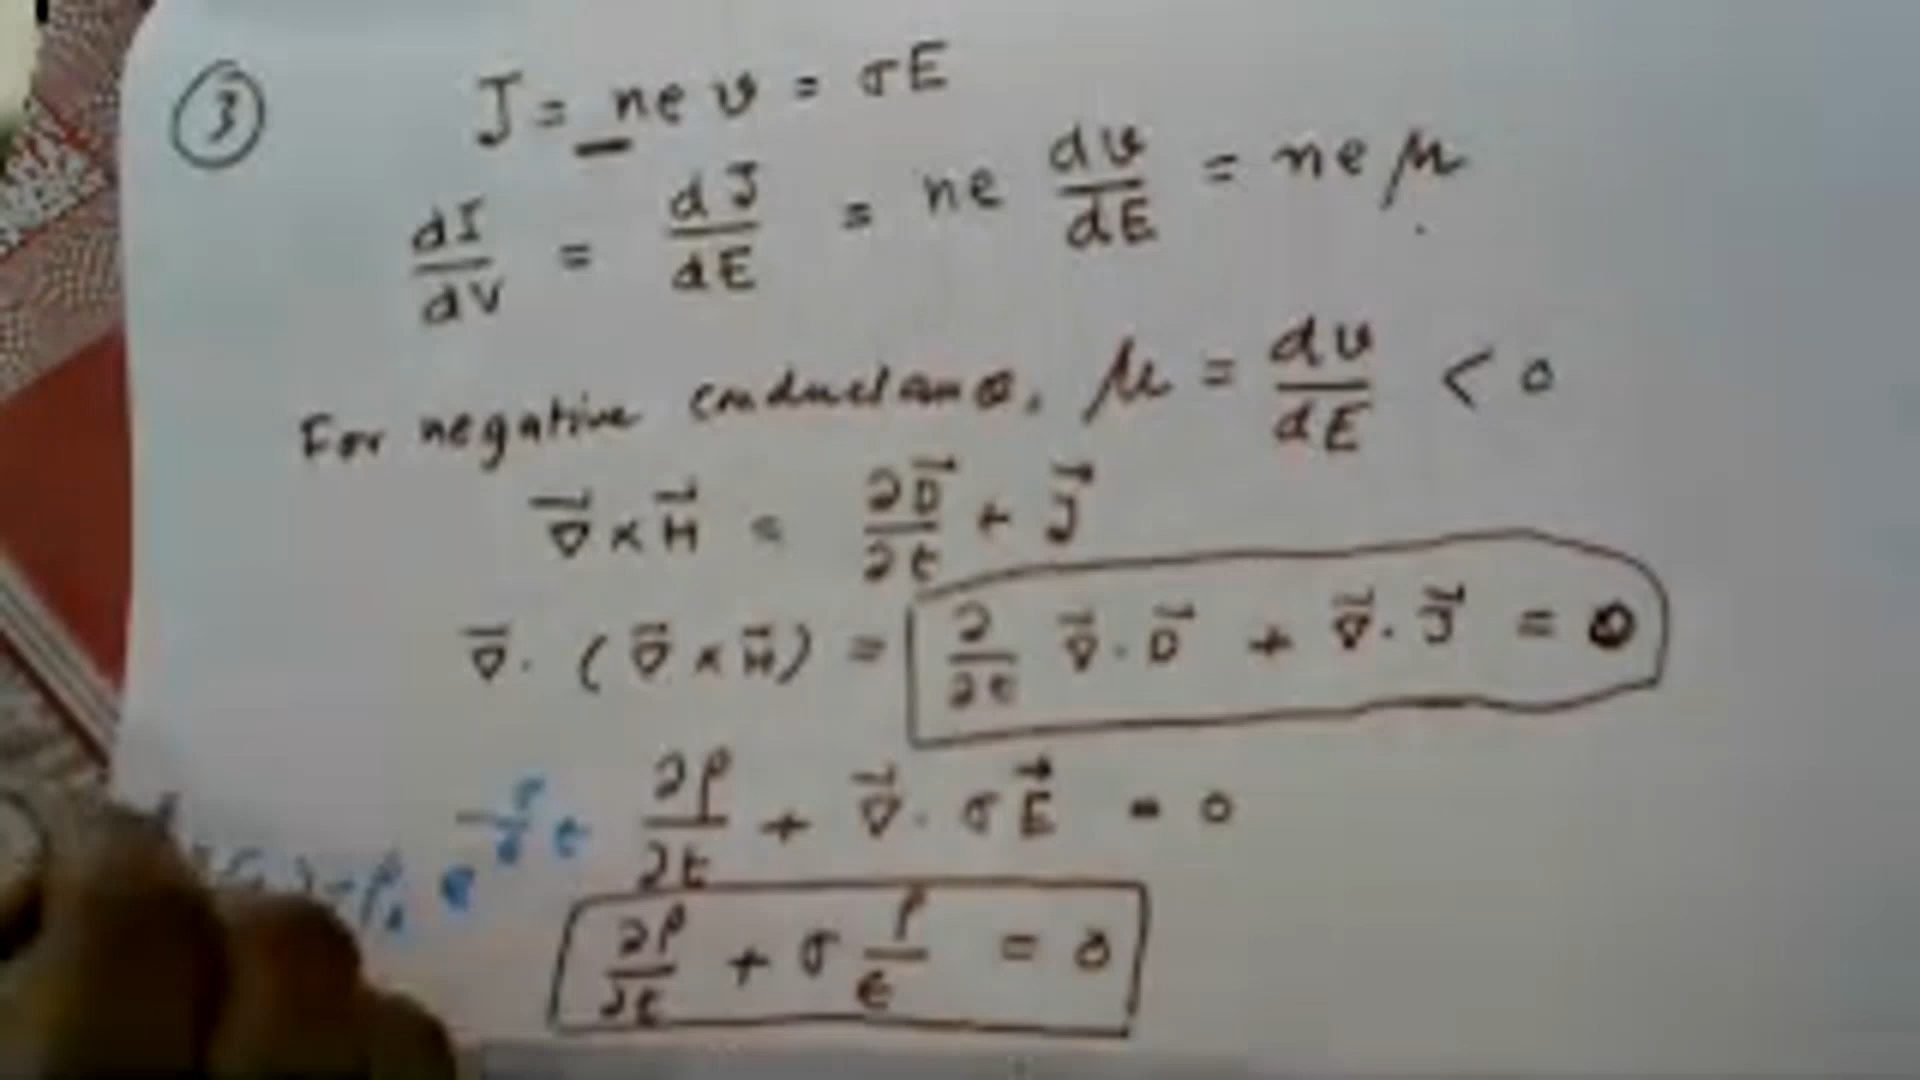 ③ J = ne v = σE
dI/dV = dJ/dE = ne dv/dE = ne μ
For negative conductance, μ = dv/dE < 0
∇⃗ × H⃗ = ∂D⃗/∂t + J⃗
∇⃗ · (∇⃗ × H⃗) = ∂/∂t ∇⃗ · D⃗ + ∇⃗ · J⃗ = 0
∂ρ/∂t + ∇⃗ · σE⃗ = 0
∂ρ/∂t + σ ρ/ϵ = 0